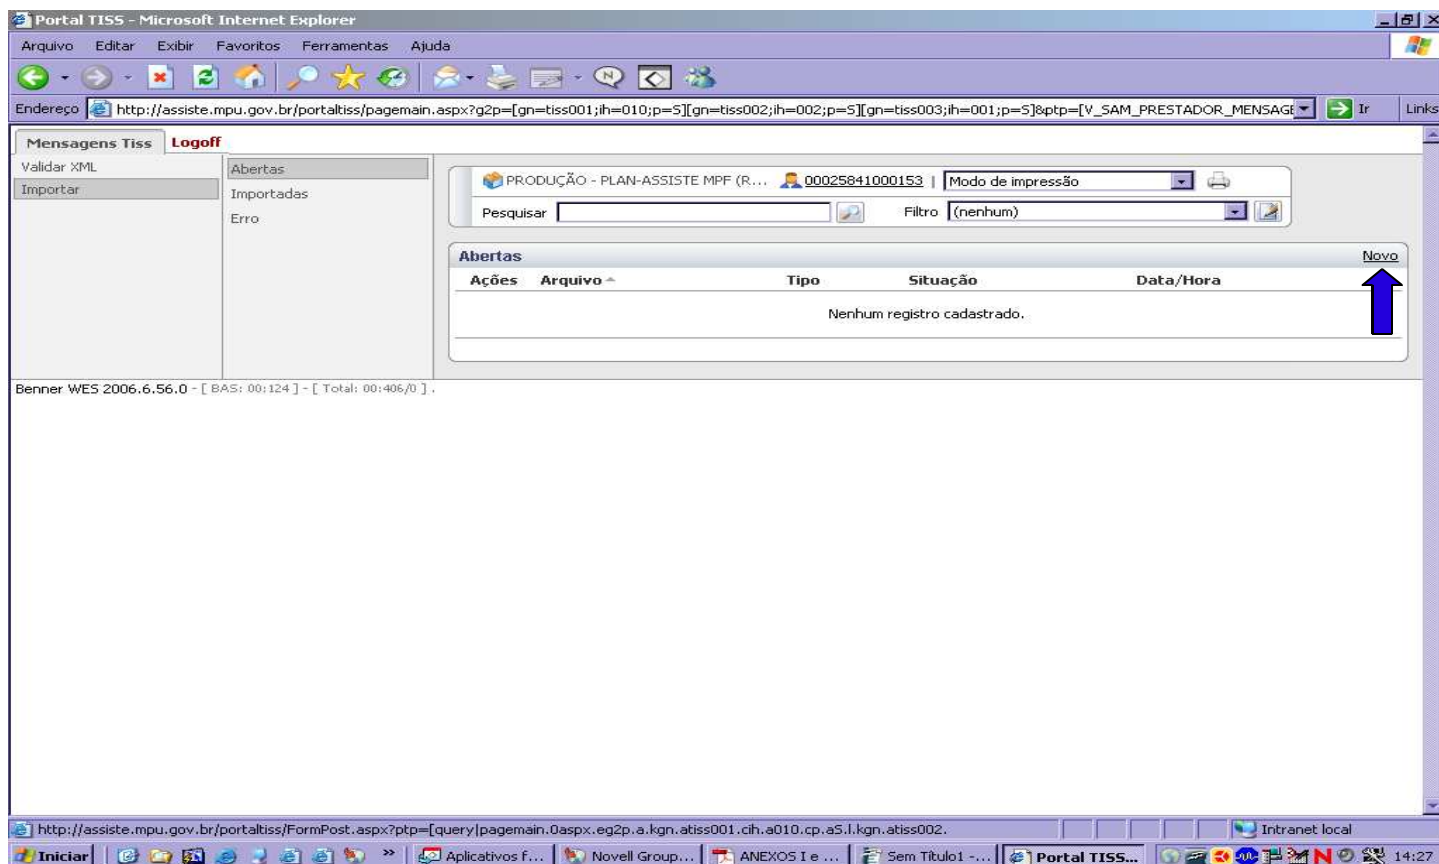 Portal TISS - Microsoft Internet Explorer
Arquivo Editar Exibir Favoritos Ferramentas Ajuda
Endereço http://assiste.mpu.gov.br/portaltiss/pagemain.aspx?g2p=[gn=tiss001;ih=010;p=S][gn=tiss002;ih=002;p=S][gn=tiss003;ih=001;p=S]&ptp=[V_SAM_PRESTADOR_MENSAGE Ir Links
Mensagens Tiss Logoff
Validar XML
Importar
Abertas
Importadas
Erro
PRODUÇÃO - PLAN-ASSISTE MPF (R... 00025841000153 | Modo de impressão
Pesquisar Filtro (nenhum)
Abertas Novo
Ações Arquivo Tipo Situação Data/Hora
Nenhum registro cadastrado.
Benner WES 2006.6.56.0 - [ BAS: 00:124 ] - [ Total: 00:406/0 ] .
http://assiste.mpu.gov.br/portaltiss/FormPost.aspx?ptp=[query|pagemain.0aspx.eg2p.a.kgn.atiss001.cih.a010.cp.aS.l.kgn.atiss002. Intranet local
Iniciar » Aplicativos f... Novell Group... ANEXOS I e ... Sem Título1 -... Portal TISS... 14:27